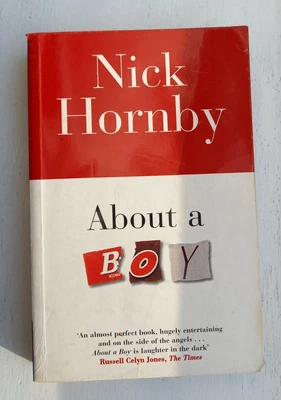 Nick
Hornby
About a
BOY
'An almost perfect book, hugely entertaining
and on the side of the angels . . .
About a Boy is laughter in the dark'
Russell Celyn Jones, The Times